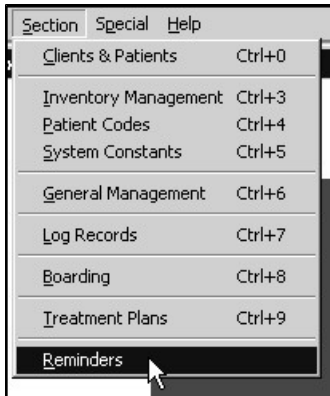 Section Special Help
Clients & Patients Ctrl+0
Inventory Management Ctrl+3
Patient Codes Ctrl+4
System Constants Ctrl+5
General Management Ctrl+6
Log Records Ctrl+7
Boarding Ctrl+8
Treatment Plans Ctrl+9
Reminders